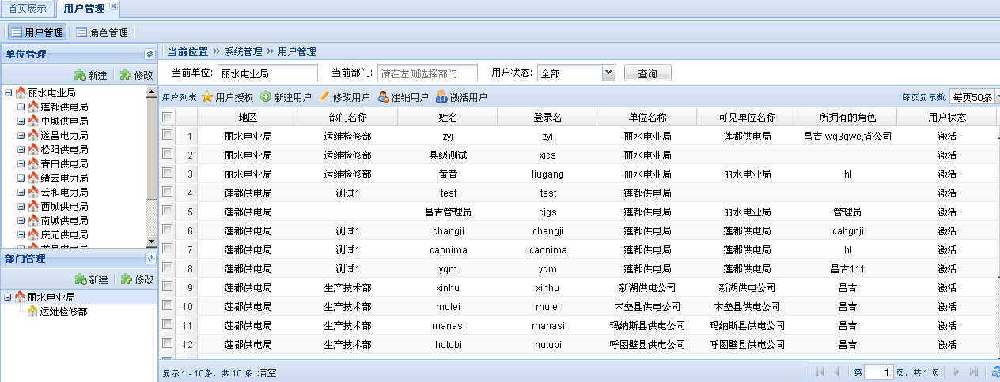 首页展示 用户管理
用户管理 角色管理
单位管理
新建 修改
丽水电业局
莲都供电局
中城供电局
遂昌电力局
松阳供电局
青田供电局
缙云电力局
云和电力局
西城供电局
南城供电局
庆元供电局
部门管理
新建 修改
丽水电业局
运维检修部
当前位置 » 系统管理 » 用户管理
当前单位: 丽水电业局 当前部门: 请在左侧选择部门 用户状态: 全部 查询
用户列表 用户授权 新建用户 修改用户 注销用户 激活用户 每页显示数: 每页50条
地区 部门名称 姓名 登录名 单位名称 可见单位名称 所拥有的角色 用户状态
1 丽水电业局 运维检修部 zyj zyj 丽水电业局 莲都供电局 昌吉,wq3qwe,省公司 激活
2 丽水电业局 运维检修部 县级测试 xjcs 丽水电业局 激活
3 丽水电业局 运维检修部 黄黄 liugang 丽水电业局 丽水电业局 hl 激活
4 莲都供电局 测试1 test test 莲都供电局 激活
5 莲都供电局 昌吉管理员 cjgs 莲都供电局 丽水电业局 管理员 激活
6 莲都供电局 测试1 changji changji 莲都供电局 莲都供电局 cahgnji 激活
7 莲都供电局 测试1 caonima caonima 莲都供电局 莲都供电局 hl 激活
8 莲都供电局 测试1 yqm yqm 莲都供电局 莲都供电局 昌吉111 激活
9 莲都供电局 生产技术部 xinhu xinhu 新湖供电公司 新湖供电公司 昌吉 激活
10 莲都供电局 生产技术部 mulei mulei 木垒县供电公司 木垒县供电公司 昌吉 激活
11 莲都供电局 生产技术部 manasi manasi 玛纳斯县供电公司 玛纳斯县供电公司 昌吉 激活
12 莲都供电局 生产技术部 hutubi hutubi 呼图壁县供电公司 呼图壁县供电公司 昌吉 激活
显示 1 - 18条，共 18 条 清空 第 1 页，共 1 页